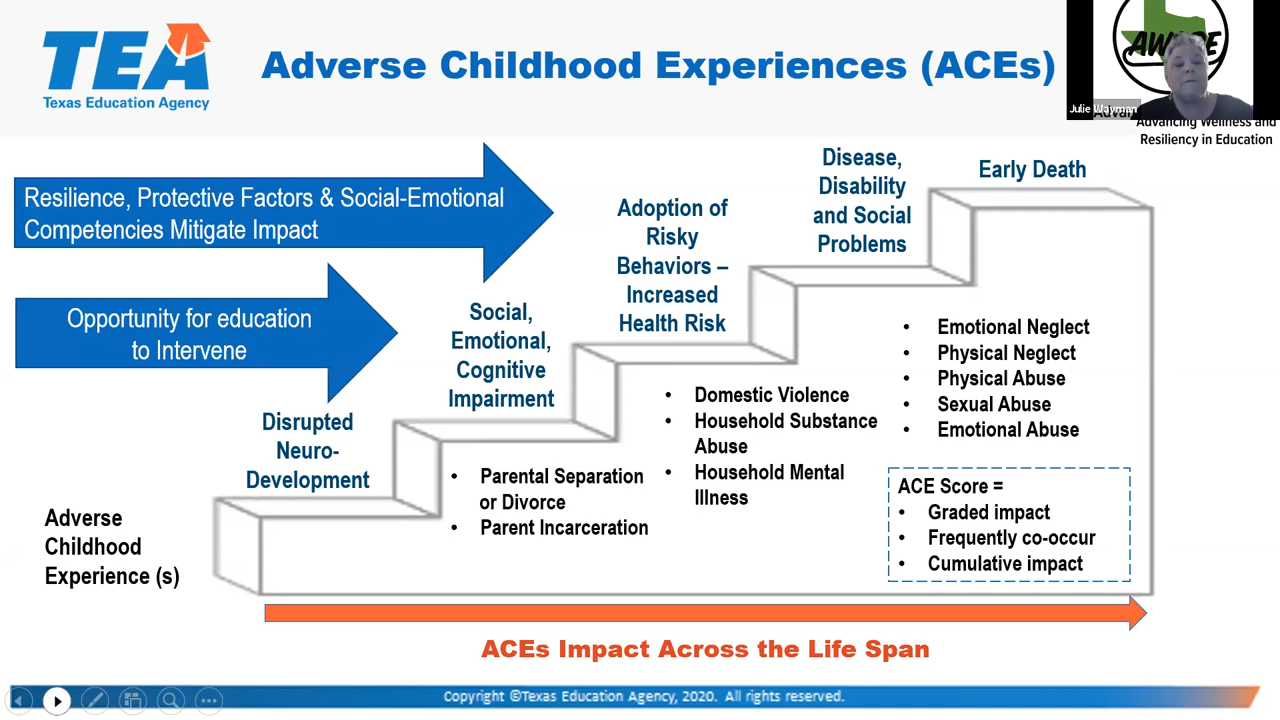 TEA
Texas Education Agency
Adverse Childhood Experiences (ACEs)
AWARE
Julie Wayman
Advancing Wellness and
Resiliency in Education
Resilience, Protective Factors & Social-Emotional
Competencies Mitigate Impact
Opportunity for education
to Intervene
Adverse
Childhood
Experience (s)
Disrupted
Neuro-
Development
Social,
Emotional,
Cognitive
Impairment
Adoption of
Risky
Behaviors –
Increased
Health Risk
Disease,
Disability
and Social
Problems
Early Death
• Parental Separation
or Divorce
• Parent Incarceration
• Domestic Violence
• Household Substance
Abuse
• Household Mental
Illness
• Emotional Neglect
• Physical Neglect
• Physical Abuse
• Sexual Abuse
• Emotional Abuse
ACE Score =
• Graded impact
• Frequently co-occur
• Cumulative impact
ACEs Impact Across the Life Span
Copyright ©Texas Education Agency, 2020. All rights reserved.